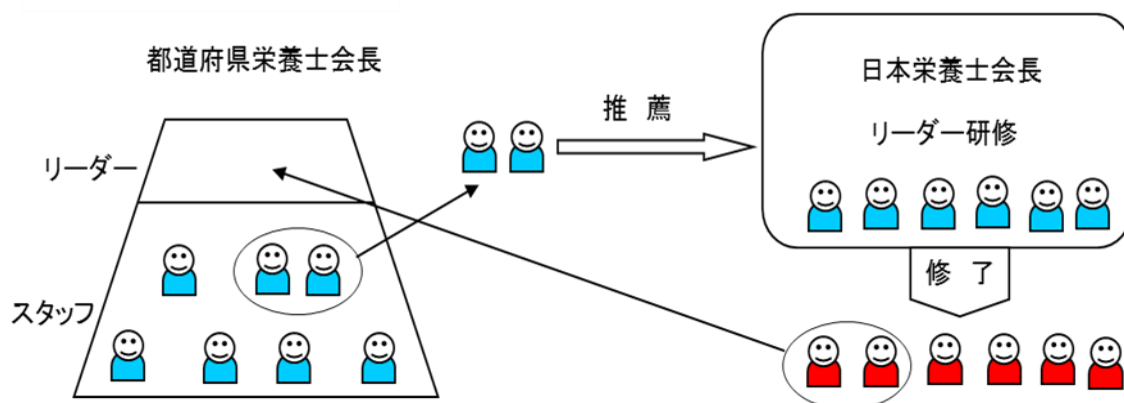 都道府県栄養士会長
リーダー
スタッフ
推 薦
日本栄養士会長
リーダー研修
修 了